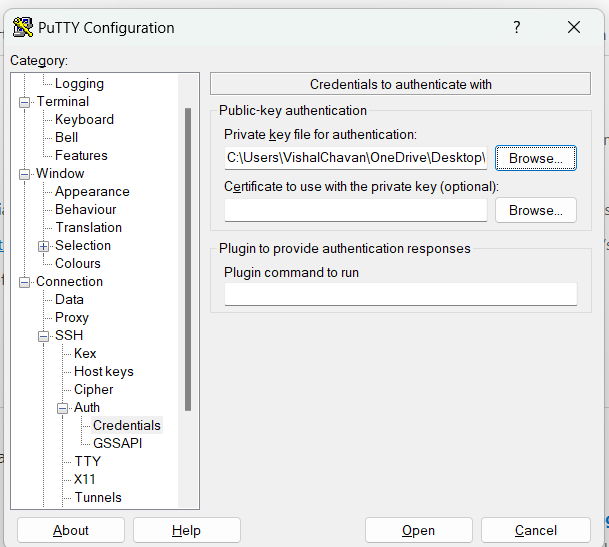 PuTTY Configuration
?
Category:
Logging
Terminal
Keyboard
Bell
Features
Window
Appearance
Behaviour
Translation
Selection
Colours
Connection
Data
Proxy
SSH
Kex
Host keys
Cipher
Auth
Credentials
GSSAPI
TTY
X11
Tunnels
Credentials to authenticate with
Public-key authentication
Private key file for authentication:
C:\Users\VishalChavan\OneDrive\Desktop\
Browse...
Certificate to use with the private key (optional):
Browse...
Plugin to provide authentication responses
Plugin command to run
About
Help
Open
Cancel